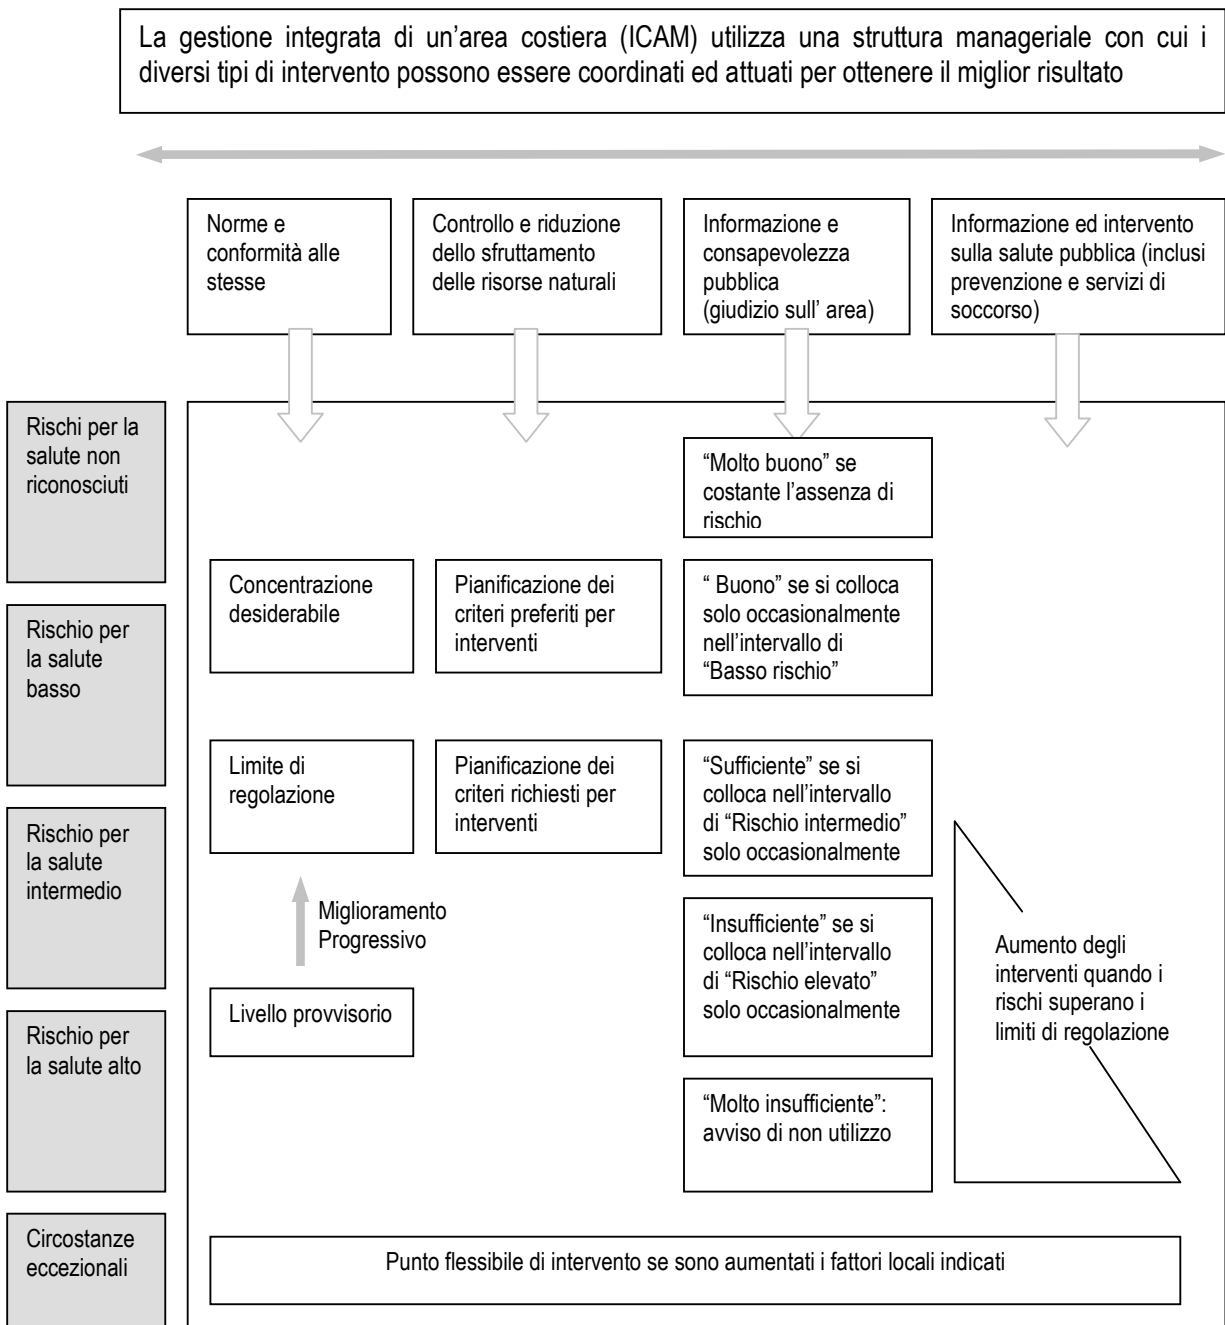 La gestione integrata di un’area costiera (ICAM) utilizza una struttura manageriale con cui i
diversi tipi di intervento possono essere coordinati ed attuati per ottenere il miglior risultato
Norme e
conformità alle
stesse
Controllo e riduzione
dello sfruttamento
delle risorse naturali
Informazione e
consapevolezza
pubblica
(giudizio sull’ area)
Informazione ed intervento
sulla salute pubblica (inclusi
prevenzione e servizi di
soccorso)
Rischi per la
salute non
riconosciuti
“Molto buono” se
costante l’assenza di
rischio
Concentrazione
desiderabile
Pianificazione dei
criteri preferiti per
interventi
“ Buono” se si colloca
solo occasionalmente
nell’intervallo di
“Basso rischio”
Rischio per
la salute
basso
Limite di
regolazione
Pianificazione dei
criteri richiesti per
interventi
“Sufficiente” se si
colloca nell’intervallo
di “Rischio intermedio”
solo occasionalmente
Rischio per
la salute
intermedio
Miglioramento
Progressivo
“Insufficiente” se si
colloca nell’intervallo
di “Rischio elevato”
solo occasionalmente
Aumento degli
interventi quando i
rischi superano i
limiti di regolazione
Livello provvisorio
Rischio per
la salute alto
“Molto insufficiente”:
avviso di non utilizzo
Circostanze
eccezionali
Punto flessibile di intervento se sono aumentati i fattori locali indicati